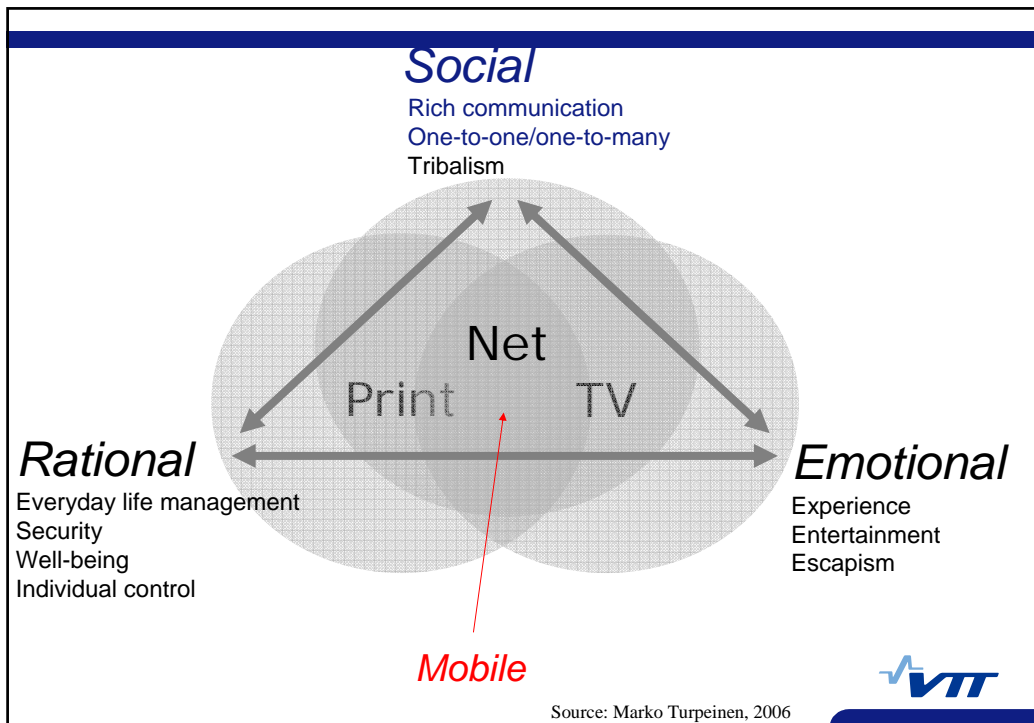 Social
Rich communication
One-to-one/one-to-many
Tribalism
Net
Print TV
Rational
Everyday life management
Security
Well-being
Individual control
Emotional
Experience
Entertainment
Escapism
Mobile
VTT
Source: Marko Turpeinen, 2006